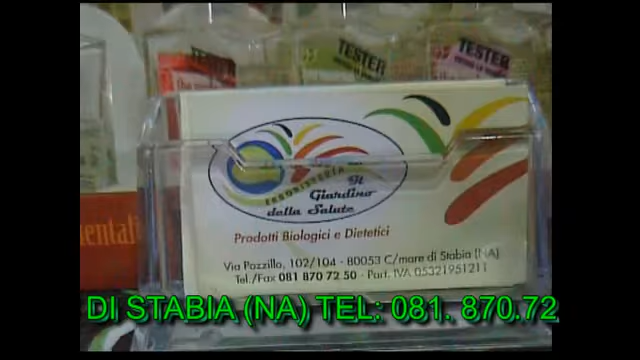 TESTER
TESTER
TESTER
ERBORISTERIA
Il
Giardino
della Salute
Prodotti Biologici e Dietetici
Via Pozzillo, 102/104 - 80053 C/mare di Stabia (NA)
Tel./Fax 081 870 72 50 - Part. IVA 05321951211
DI STABIA (NA) TEL: 081. 870.72